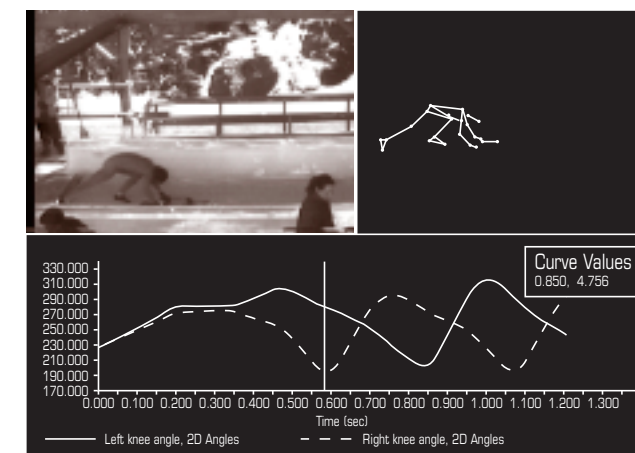 Curve Values
0.850, 4.756
330.000
310.000
290.000
270.000
250.000
230.000
210.000
190.000
170.000
0.000 0.100 0.200 0.300 0.400 0.500 0.600 0.700 0.800 0.900 1.000 1.100 1.200 1.300
Time (sec)
Left knee angle, 2D Angles Right knee angle, 2D Angles